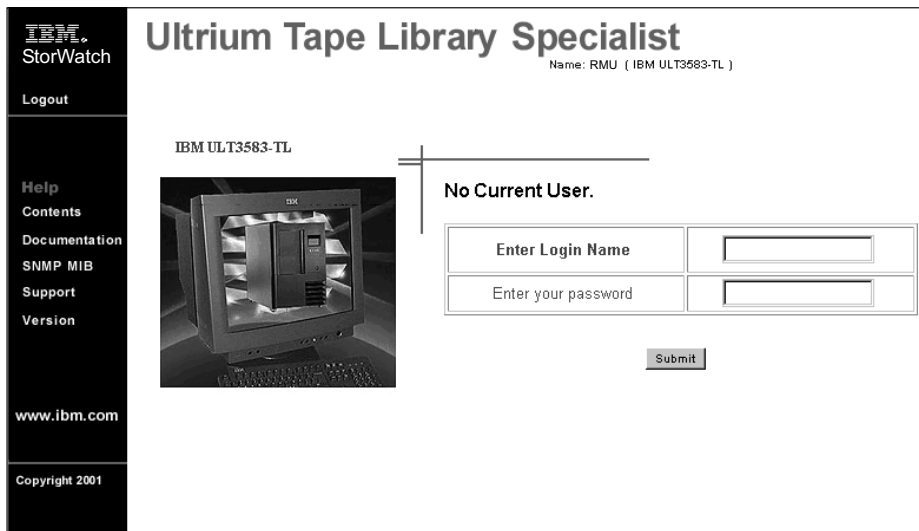 IBM.
StorWatch
Logout
Help
Contents
Documentation
SNMP MIB
Support
Version
www.ibm.com
Copyright 2001
Ultrium Tape Library Specialist
Name: RMU ( IBM ULT3583-TL )
IBM ULT3583-TL
IBM
No Current User.
Enter Login Name
Enter your password
Submit